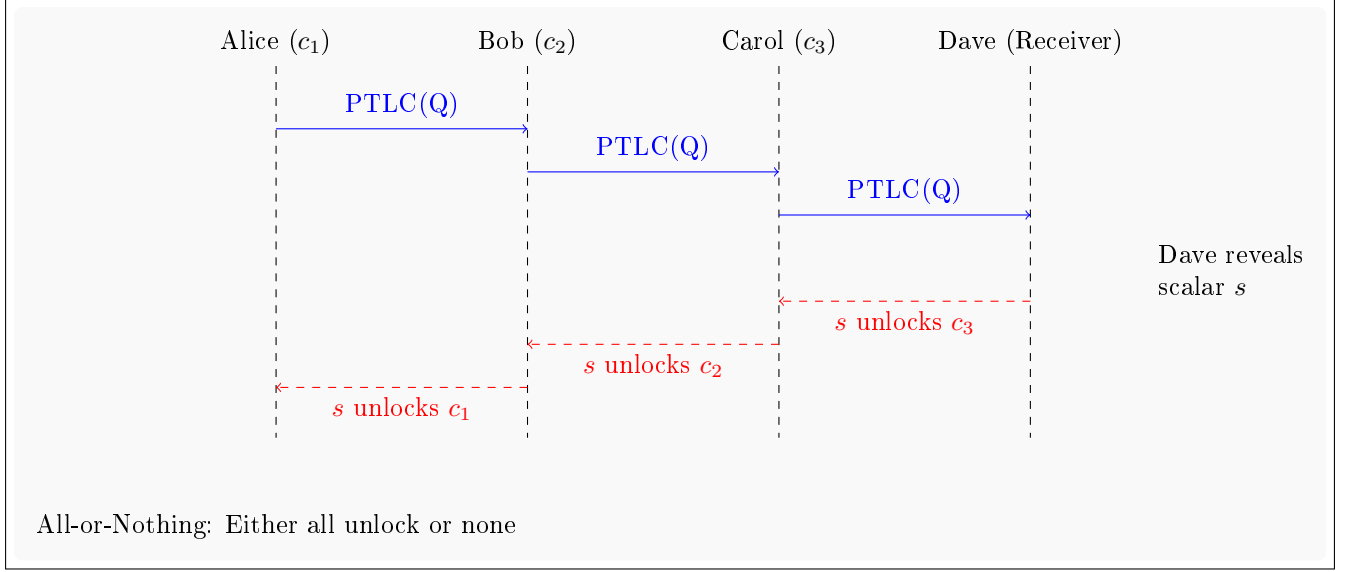 Alice (c₁)
Bob (c₂)
Carol (c₃)
Dave (Receiver)
PTLC(Q)
PTLC(Q)
PTLC(Q)
Dave reveals
scalar s
s unlocks c₃
s unlocks c₂
s unlocks c₁
All-or-Nothing: Either all unlock or none